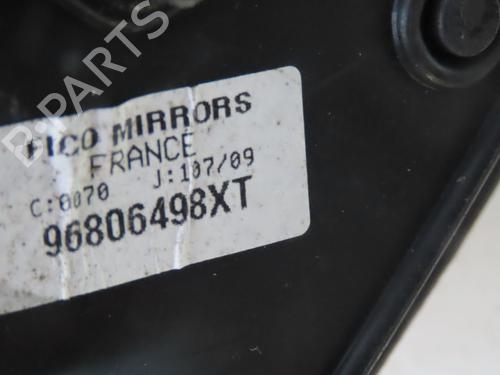 FICO MIRRORS
FRANCE
C:0070 J:107/09
96806498XT
B-PARTS